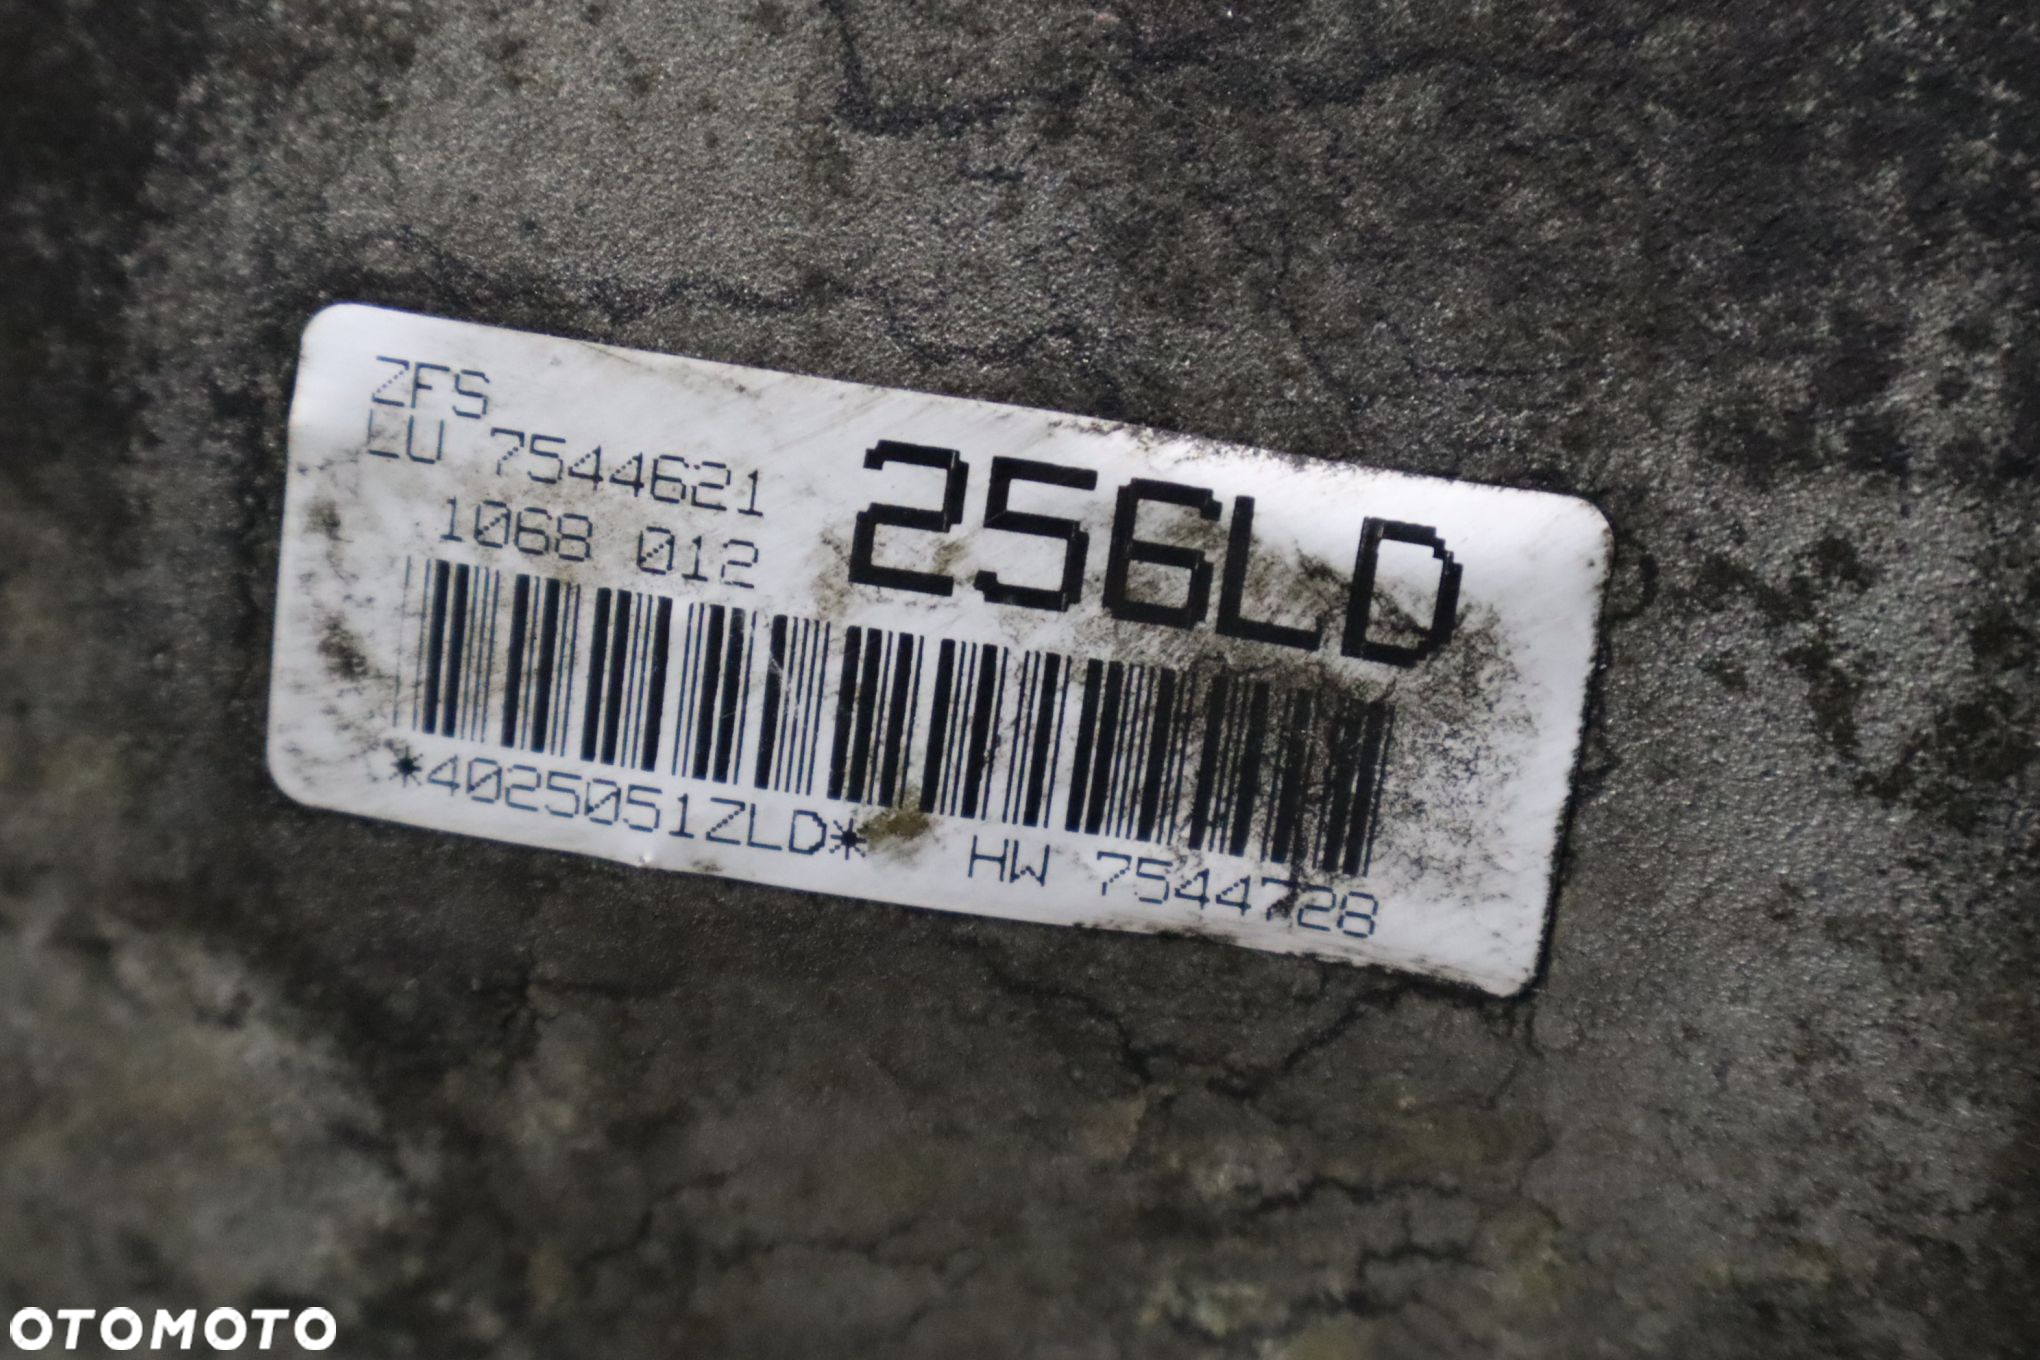 ZFS
LU 7544621
1068 012
256LD
*4025051ZLD*
HW 7544728
OTOMOTO